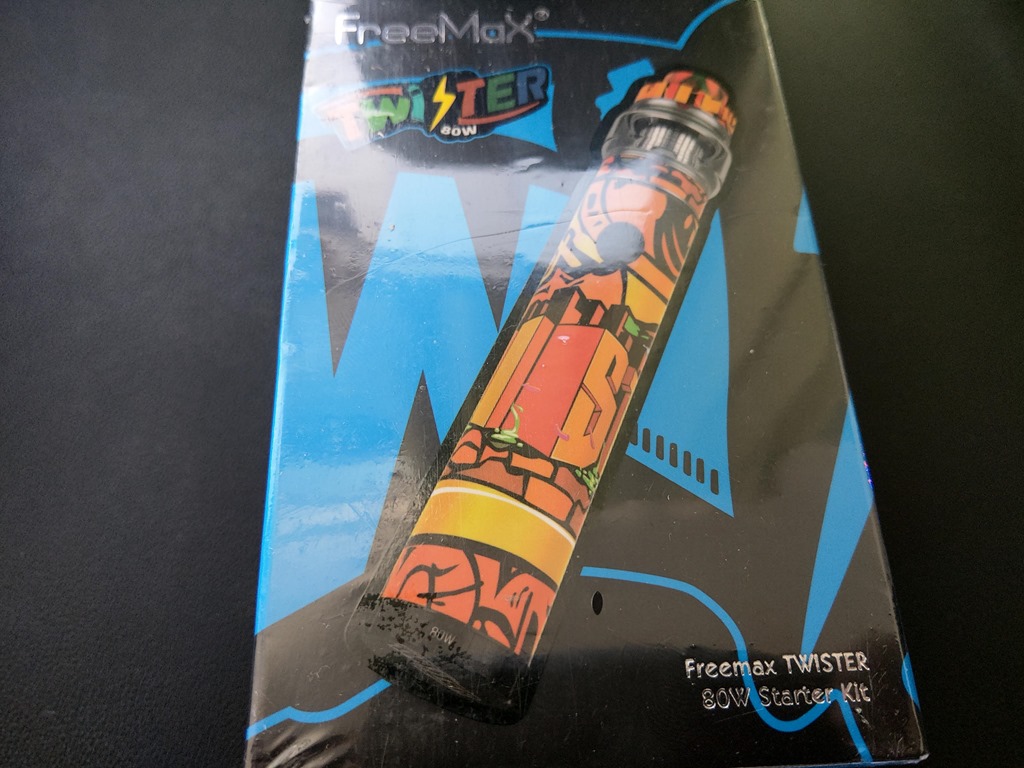 FreeMaX®
TWISTER
80W
80W
Freemax TWISTER
80W Starter Kit